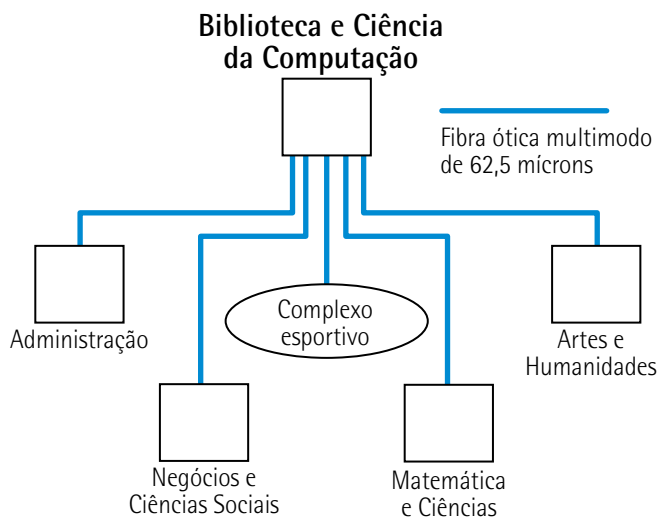 Biblioteca e Ciência
da Computação
Fibra ótica multimodo
de 62,5 mícrons
Administração
Complexo
esportivo
Artes e
Humanidades
Negócios e
Ciências Sociais
Matemática
e Ciências